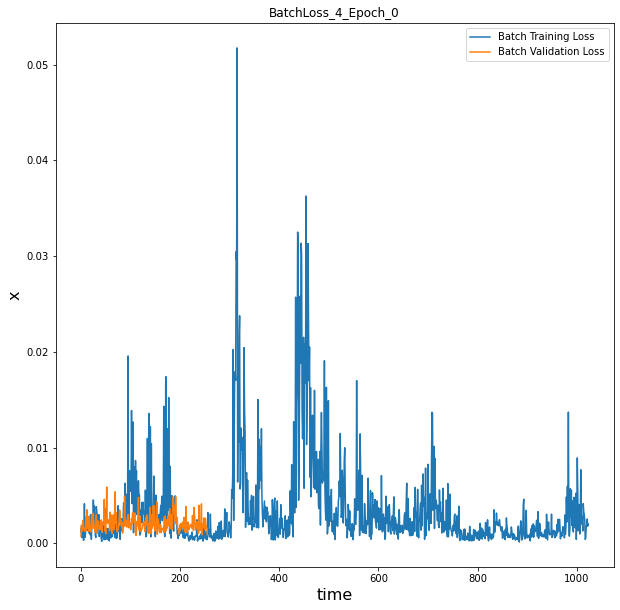 BatchLoss_4_Epoch_0
Batch Training Loss
Batch Validation Loss
0.05
0.04
0.03
0.02
0.01
0.00
x
0 200 400 600 800 1000
time